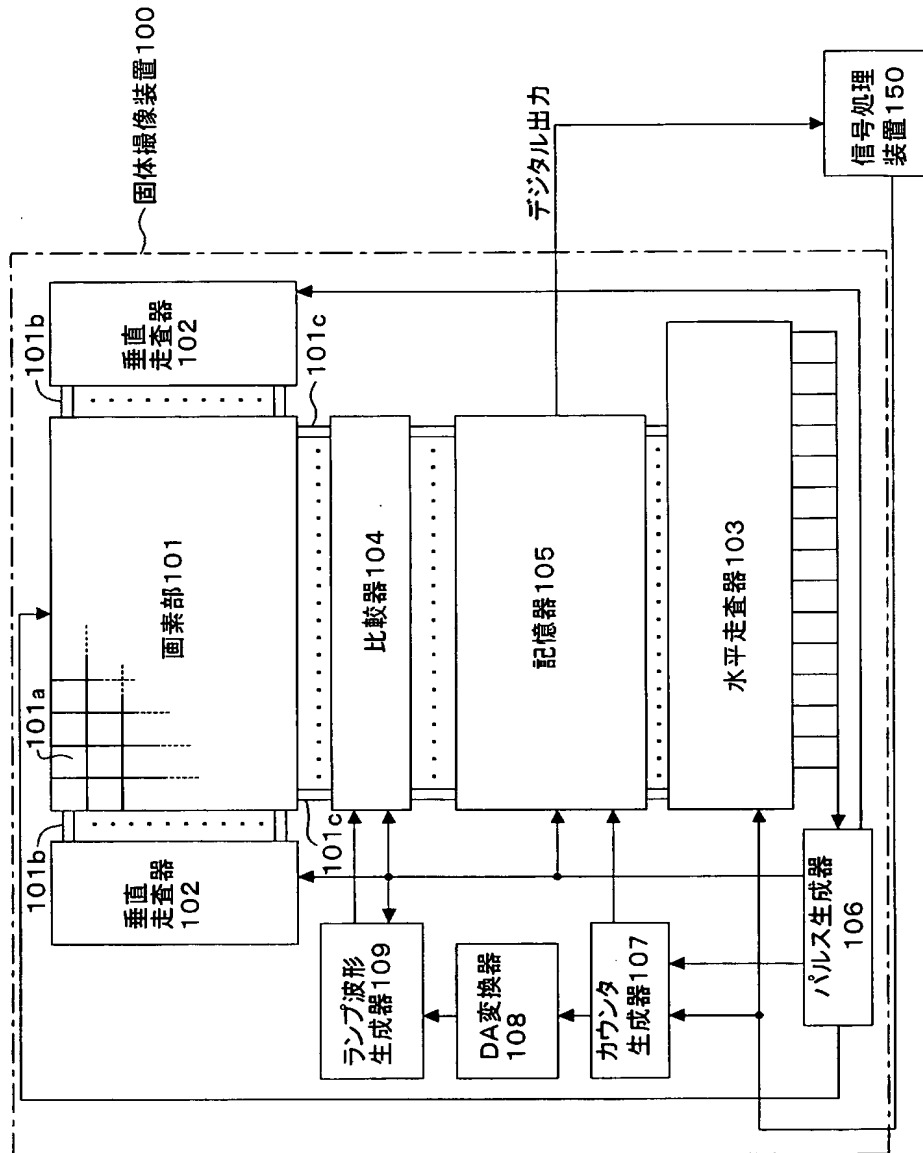 固体撮像装置100
101b
垂直
走査器
102
101a
画素部101
101b
垂直
走査器
102
101c
101c
比較器104
ランプ波形
生成器109
記憶器105
DA変換器
108
デジタル出力
水平走査器103
カウンタ
生成器107
パルス生成器
106
信号処理
装置150